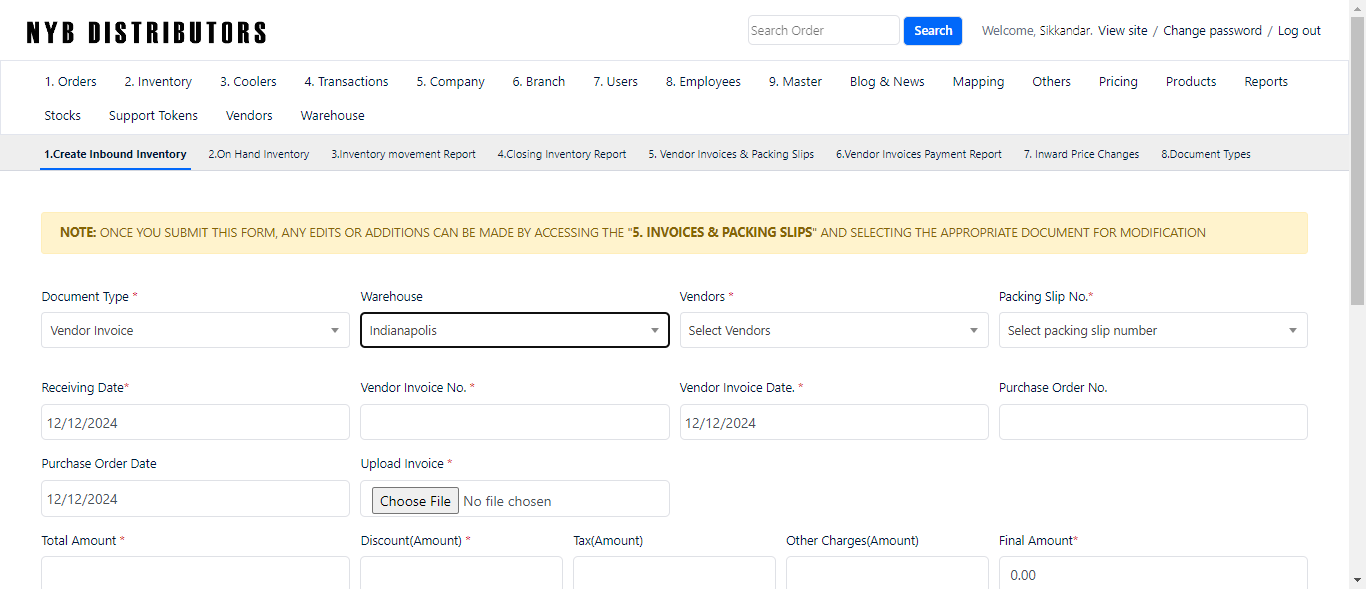 NYB DISTRIBUTORS
Search Order
Search
Welcome, Sikkandar. View site / Change password / Log out
1. Orders 2. Inventory 3. Coolers 4. Transactions 5. Company 6. Branch 7. Users 8. Employees 9. Master Blog & News Mapping Others Pricing Products Reports
Stocks Support Tokens Vendors Warehouse
1.Create Inbound Inventory 2.On Hand Inventory 3.Inventory movement Report 4.Closing Inventory Report 5. Vendor Invoices & Packing Slips 6.Vendor Invoices Payment Report 7. Inward Price Changes 8.Document Types
NOTE: ONCE YOU SUBMIT THIS FORM, ANY EDITS OR ADDITIONS CAN BE MADE BY ACCESSING THE "5. INVOICES & PACKING SLIPS" AND SELECTING THE APPROPRIATE DOCUMENT FOR MODIFICATION
Document Type * Warehouse Vendors * Packing Slip No.*
Vendor Invoice Indianapolis Select Vendors Select packing slip number
Receiving Date* Vendor Invoice No. * Vendor Invoice Date. * Purchase Order No.
12/12/2024 12/12/2024
Purchase Order Date Upload Invoice *
12/12/2024 Choose File No file chosen
Total Amount * Discount(Amount) * Tax(Amount) Other Charges(Amount) Final Amount*
0.00